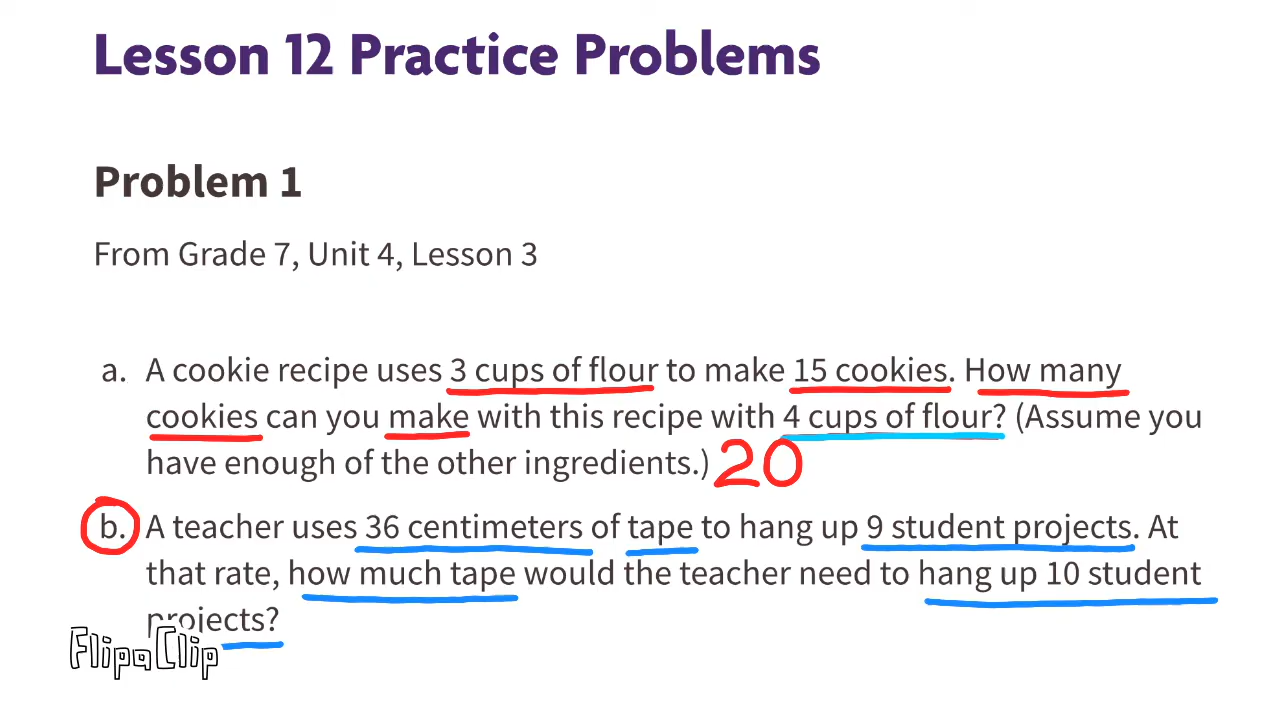 Lesson 12 Practice Problems
Problem 1
From Grade 7, Unit 4, Lesson 3
a. A cookie recipe uses 3 cups of flour to make 15 cookies. How many
cookies can you make with this recipe with 4 cups of flour? (Assume you
have enough of the other ingredients.) 20
b. A teacher uses 36 centimeters of tape to hang up 9 student projects. At
that rate, how much tape would the teacher need to hang up 10 student
projects?
FlipaClip